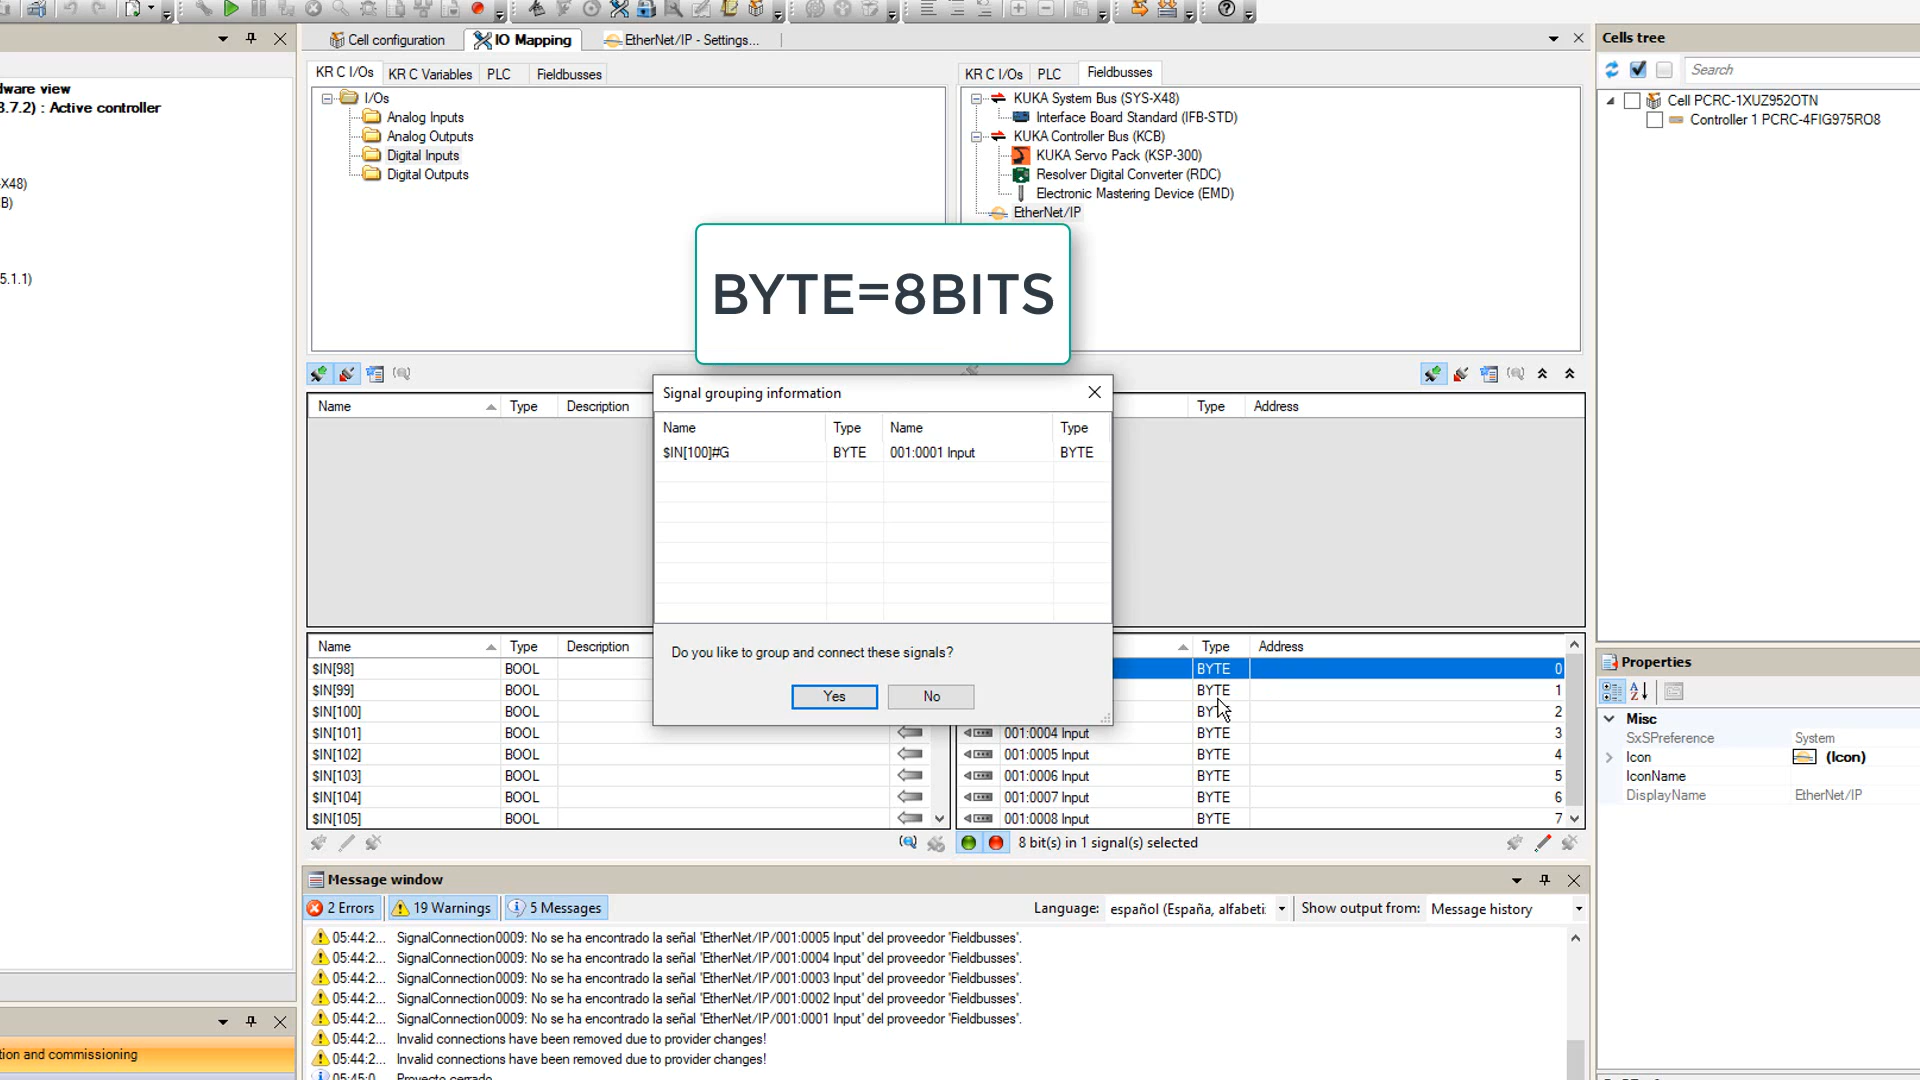 Cell configuration
IO Mapping
EtherNet/IP - Settings...
Cells tree
Search
Cell PCRC-1XUZ952OTN
Controller 1 PCRC-4FIG975RO8
dware view
3.7.2) : Active controller
-X48)
B)
5.1.1)
KR C I/Os
KR C Variables
PLC
Fieldbusses
I/Os
Analog Inputs
Analog Outputs
Digital Inputs
Digital Outputs
KR C I/Os
PLC
Fieldbusses
KUKA System Bus (SYS-X48)
Interface Board Standard (IFB-STD)
KUKA Controller Bus (KCB)
KUKA Servo Pack (KSP-300)
Resolver Digital Converter (RDC)
Electronic Mastering Device (EMD)
EtherNet/IP
BYTE=8BITS
Name Type Description
Type Address
Signal grouping information
Name Type Name Type
$IN[100]#G BYTE 001:0001 Input BYTE
Do you like to group and connect these signals?
Yes No
Name Type Description
$IN[98] BOOL
$IN[99] BOOL
$IN[100] BOOL
$IN[101] BOOL
$IN[102] BOOL
$IN[103] BOOL
$IN[104] BOOL
$IN[105] BOOL
Type Address
BYTE 0
BYTE 1
BYTE 2
001:0004 Input BYTE 3
001:0005 Input BYTE 4
001:0006 Input BYTE 5
001:0007 Input BYTE 6
001:0008 Input BYTE 7
8 bit(s) in 1 signal(s) selected
Properties
Misc
SxSPreference System
Icon (Icon)
IconName
DisplayName EtherNet/IP
Message window
2 Errors 19 Warnings 5 Messages
Language: español (España, alfabeti: Show output from: Message history
05:44:2... SignalConnection0009: No se ha encontrado la señal 'EtherNet/IP/001:0005 Input' del proveedor 'Fieldbusses'.
05:44:2... SignalConnection0009: No se ha encontrado la señal 'EtherNet/IP/001:0004 Input' del proveedor 'Fieldbusses'.
05:44:2... SignalConnection0009: No se ha encontrado la señal 'EtherNet/IP/001:0003 Input' del proveedor 'Fieldbusses'.
05:44:2... SignalConnection0009: No se ha encontrado la señal 'EtherNet/IP/001:0002 Input' del proveedor 'Fieldbusses'.
05:44:2... SignalConnection0009: No se ha encontrado la señal 'EtherNet/IP/001:0001 Input' del proveedor 'Fieldbusses'.
05:44:2... Invalid connections have been removed due to provider changes!
05:44:2... Invalid connections have been removed due to provider changes!
05:45:0... Proyecto cerrado
tion and commissioning